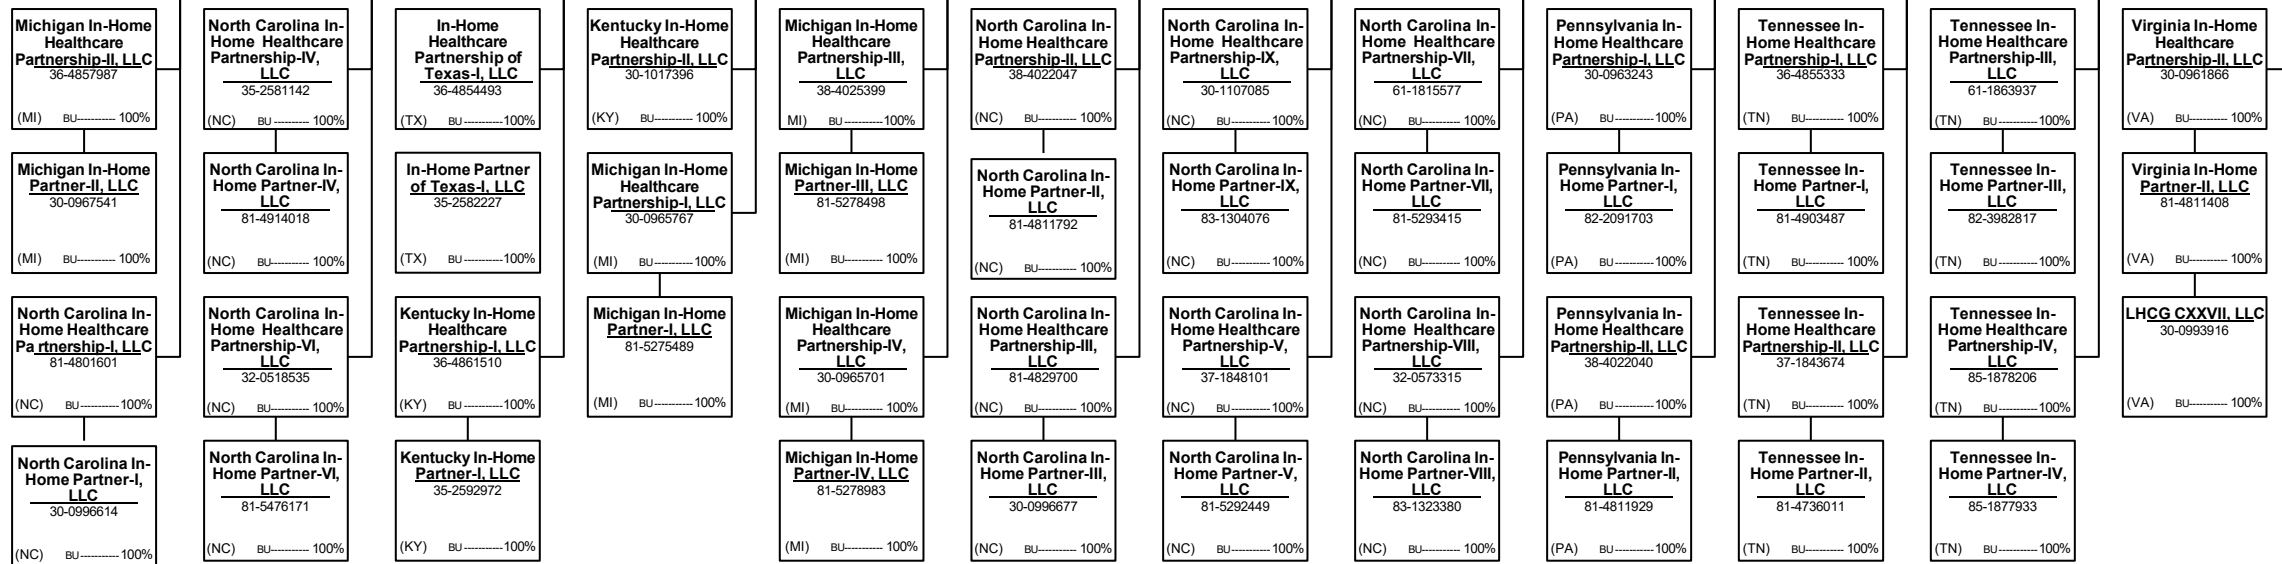 Michigan In-Home
Healthcare
Partnership-II, LLC
36-4857987
(MI) BU----------- 100%
North Carolina In-
Home Healthcare
Partnership-IV,
LLC
35-2581142
(NC) BU ----------- 100%
In-Home
Healthcare
Partnership of
Texas-I, LLC
36-4854493
(TX) BU -----------100%
Kentucky In-Home
Healthcare
Partnership-II, LLC
30-1017396
(KY) BU----------- 100%
Michigan In-Home
Healthcare
Partnership-III,
LLC
38-4025399
MI) BU----------- 100%
North Carolina In-
Home Healthcare
Partnership-II, LLC
38-4022047
(NC) BU----------- 100%
North Carolina In-
Home Healthcare
Partnership-IX,
LLC
30-1107085
(NC) BU----------- 100%
North Carolina In-
Home Healthcare
Partnership-VII,
LLC
61-1815577
(NC) BU----------- 100%
Pennsylvania In-
Home Healthcare
Partnership-I, LLC
30-0963243
(PA) BU----------- 100%
Tennessee In-
Home Healthcare
Partnership-I, LLC
36-4855333
(TN) BU----------- 100%
Tennessee In-
Home Healthcare
Partnership-III,
LLC
61-1863937
(TN) BU----------- 100%
Virginia In-Home
Healthcare
Partnership-II, LLC
30-0961866
(VA) BU----------- 100%
Michigan In-Home
Partner-II, LLC
30-0967541
(MI) BU----------- 100%
North Carolina In-
Home Partner-IV,
LLC
81-4914018
(NC) BU----------- 100%
In-Home Partner
of Texas-I, LLC
35-2582227
(TX) BU-----------100%
Michigan In-Home
Healthcare
Partnership-I, LLC
30-0965767
(MI) BU----------- 100%
Michigan In-Home
Partner-III, LLC
81-5278498
(MI) BU----------- 100%
North Carolina In-
Home Partner-II,
LLC
81-4811792
(NC) BU----------- 100%
North Carolina In-
Home Partner-IX,
LLC
83-1304076
(NC) BU----------- 100%
North Carolina In-
Home Partner-VII,
LLC
81-5293415
(NC) BU----------- 100%
Pennsylvania In-
Home Partner-I,
LLC
82-2091703
(PA) BU----------- 100%
Tennessee In-
Home Partner-I,
LLC
81-4903487
(TN) BU----------- 100%
Tennessee In-
Home Partner-III,
LLC
82-3982817
(TN) BU----------- 100%
Virginia In-Home
Partner-II, LLC
81-4811408
(VA) BU----------- 100%
North Carolina In-
Home Healthcare
Partnership-I, LLC
81-4801601
(NC) BU----------- 100%
North Carolina In-
Home Healthcare
Partnership-VI,
LLC
32-0518535
(NC) BU----------- 100%
Kentucky In-Home
Healthcare
Partnership-I, LLC
36-4861510
(KY) BU -----------100%
Michigan In-Home
Partner-I, LLC
81-5275489
(MI) BU----------- 100%
Michigan In-Home
Healthcare
Partnership-IV,
LLC
30-0965701
(MI) BU----------- 100%
North Carolina In-
Home Healthcare
Partnership-III,
LLC
81-4829700
(NC) BU----------- 100%
North Carolina In-
Home Healthcare
Partnership-V,
LLC
37-1848101
(NC) BU----------- 100%
North Carolina In-
Home Healthcare
Partnership-VIII,
LLC
32-0573315
(NC) BU----------- 100%
Pennsylvania In-
Home Healthcare
Partnership-II, LLC
38-4022040
(PA) BU----------- 100%
Tennessee In-
Home Healthcare
Partnership-II, LLC
37-1843674
(TN) BU----------- 100%
Tennessee In-
Home Healthcare
Partnership-IV,
LLC
85-1878206
(TN) BU----------- 100%
LHCG CXXVII, LLC
30-0993916
(VA) BU----------- 100%
North Carolina In-
Home Partner-I,
LLC
30-0996614
(NC) BU----------- 100%
North Carolina In-
Home Partner-VI,
LLC
81-5476171
(NC) BU----------- 100%
Kentucky In-Home
Partner-I, LLC
35-2592972
(KY) BU -----------100%
Michigan In-Home
Partner-IV, LLC
81-5278983
(MI) BU----------- 100%
North Carolina In-
Home Partner-III,
LLC
30-0996677
(NC) BU----------- 100%
North Carolina In-
Home Partner-V,
LLC
81-5292449
(NC) BU----------- 100%
North Carolina In-
Home Partner-VIII,
LLC
83-1323380
(NC) BU----------- 100%
Pennsylvania In-
Home Partner-II,
LLC
81-4811929
(PA) BU----------- 100%
Tennessee In-
Home Partner-II,
LLC
81-4736011
(TN) BU----------- 100%
Tennessee In-
Home Partner-IV,
LLC
85-1877933
(TN) BU----------- 100%